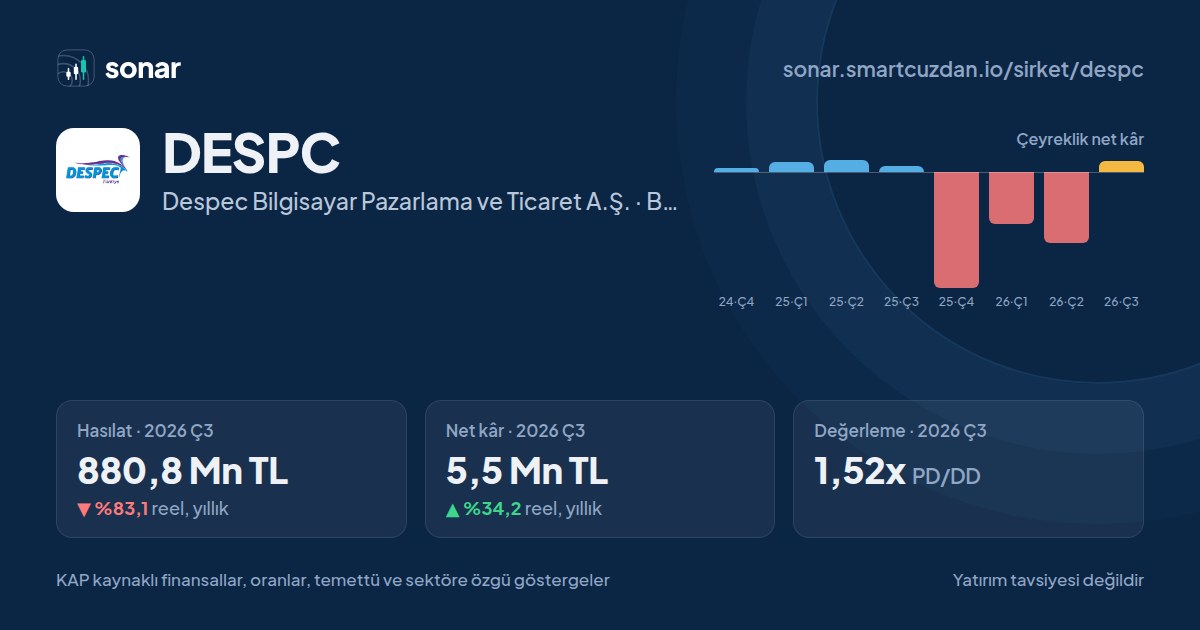 sonar
sonar.smartcuzdan.io/sirket/despc
DESPEC
Türkiye
DESPC
Despec Bilgisayar Pazarlama ve Ticaret A.Ş. · B...
Çeyreklik net kâr
24·Ç4 25·Ç1 25·Ç2 25·Ç3 25·Ç4 26·Ç1 26·Ç2 26·Ç3
Hasılat · 2026 Ç3
880,8 Mn TL
▼ %83,1 reel, yıllık
Net kâr · 2026 Ç3
5,5 Mn TL
▲ %34,2 reel, yıllık
Değerleme · 2026 Ç3
1,52x PD/DD
KAP kaynaklı finansallar, oranlar, temettü ve sektöre özgü göstergeler
Yatırım tavsiyesi değildir